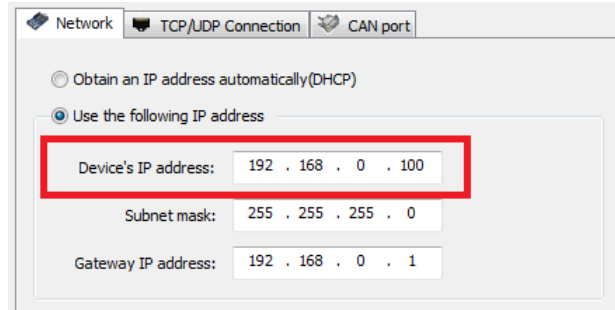 Network TCP/UDP Connection CAN port
Obtain an IP address automatically(DHCP)
Use the following IP address
Device's IP address: 192 . 168 . 0 . 100
Subnet mask: 255 . 255 . 255 . 0
Gateway IP address: 192 . 168 . 0 . 1